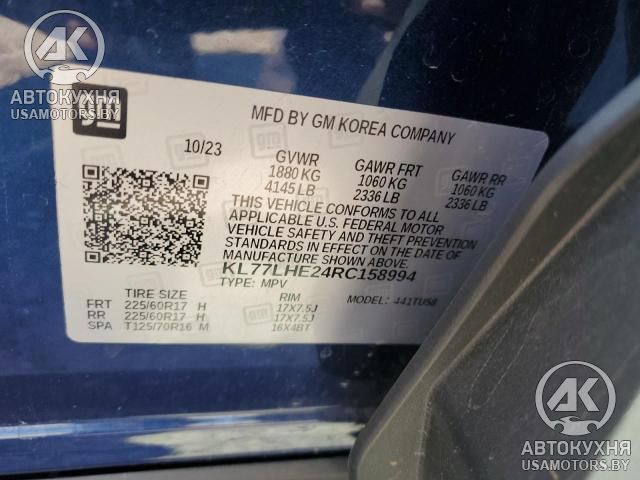 АК
АВТОКУХНЯ
USAMOTORS.BY
gm
MFD BY GM KOREA COMPANY
10/23
GVWR
1880 KG
4145 LB
GAWR FRT
1060 KG
2336 LB
GAWR RR
1060 KG
2336 LB
THIS VEHICLE CONFORMS TO ALL
APPLICABLE U.S. FEDERAL MOTOR
VEHICLE SAFETY AND THEFT PREVENTION
STANDARDS IN EFFECT ON THE DATE OF
MANUFACTURE SHOWN ABOVE.
KL77LHE24RC158994
TYPE: MPV
MODEL: 441TU58
TIRE SIZE RIM
FRT 225/60R17 H 17X7.5J
RR 225/60R17 H 17X7.5J
SPA T125/70R16 M 16X4BT
АК
АВТОКУХНЯ
USAMOTORS.BY